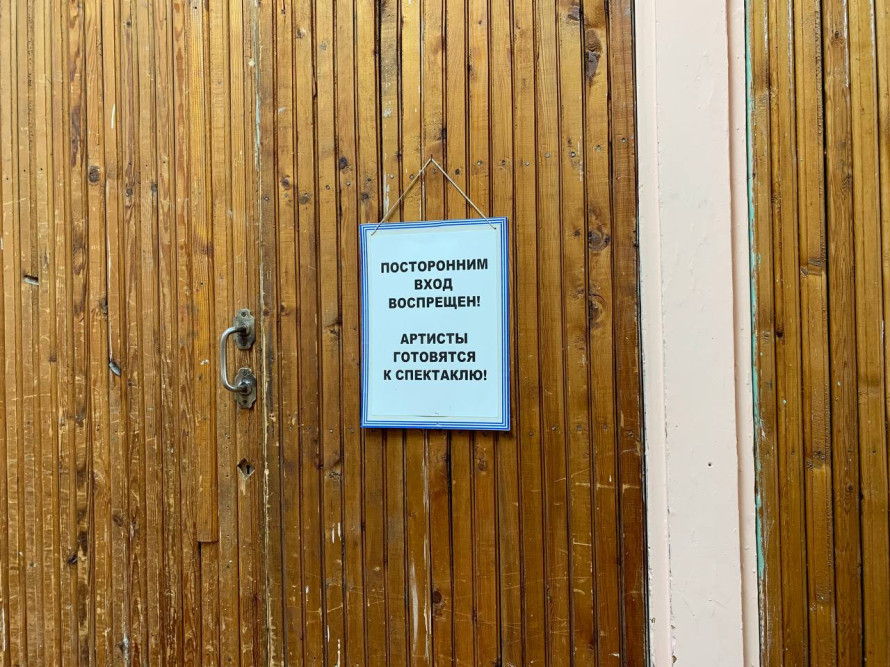 ПОСТОРОННИМ
ВХОД
ВОСПРЕЩЕН!
АРТИСТЫ
ГОТОВЯТСЯ
К СПЕКТАКЛЮ!